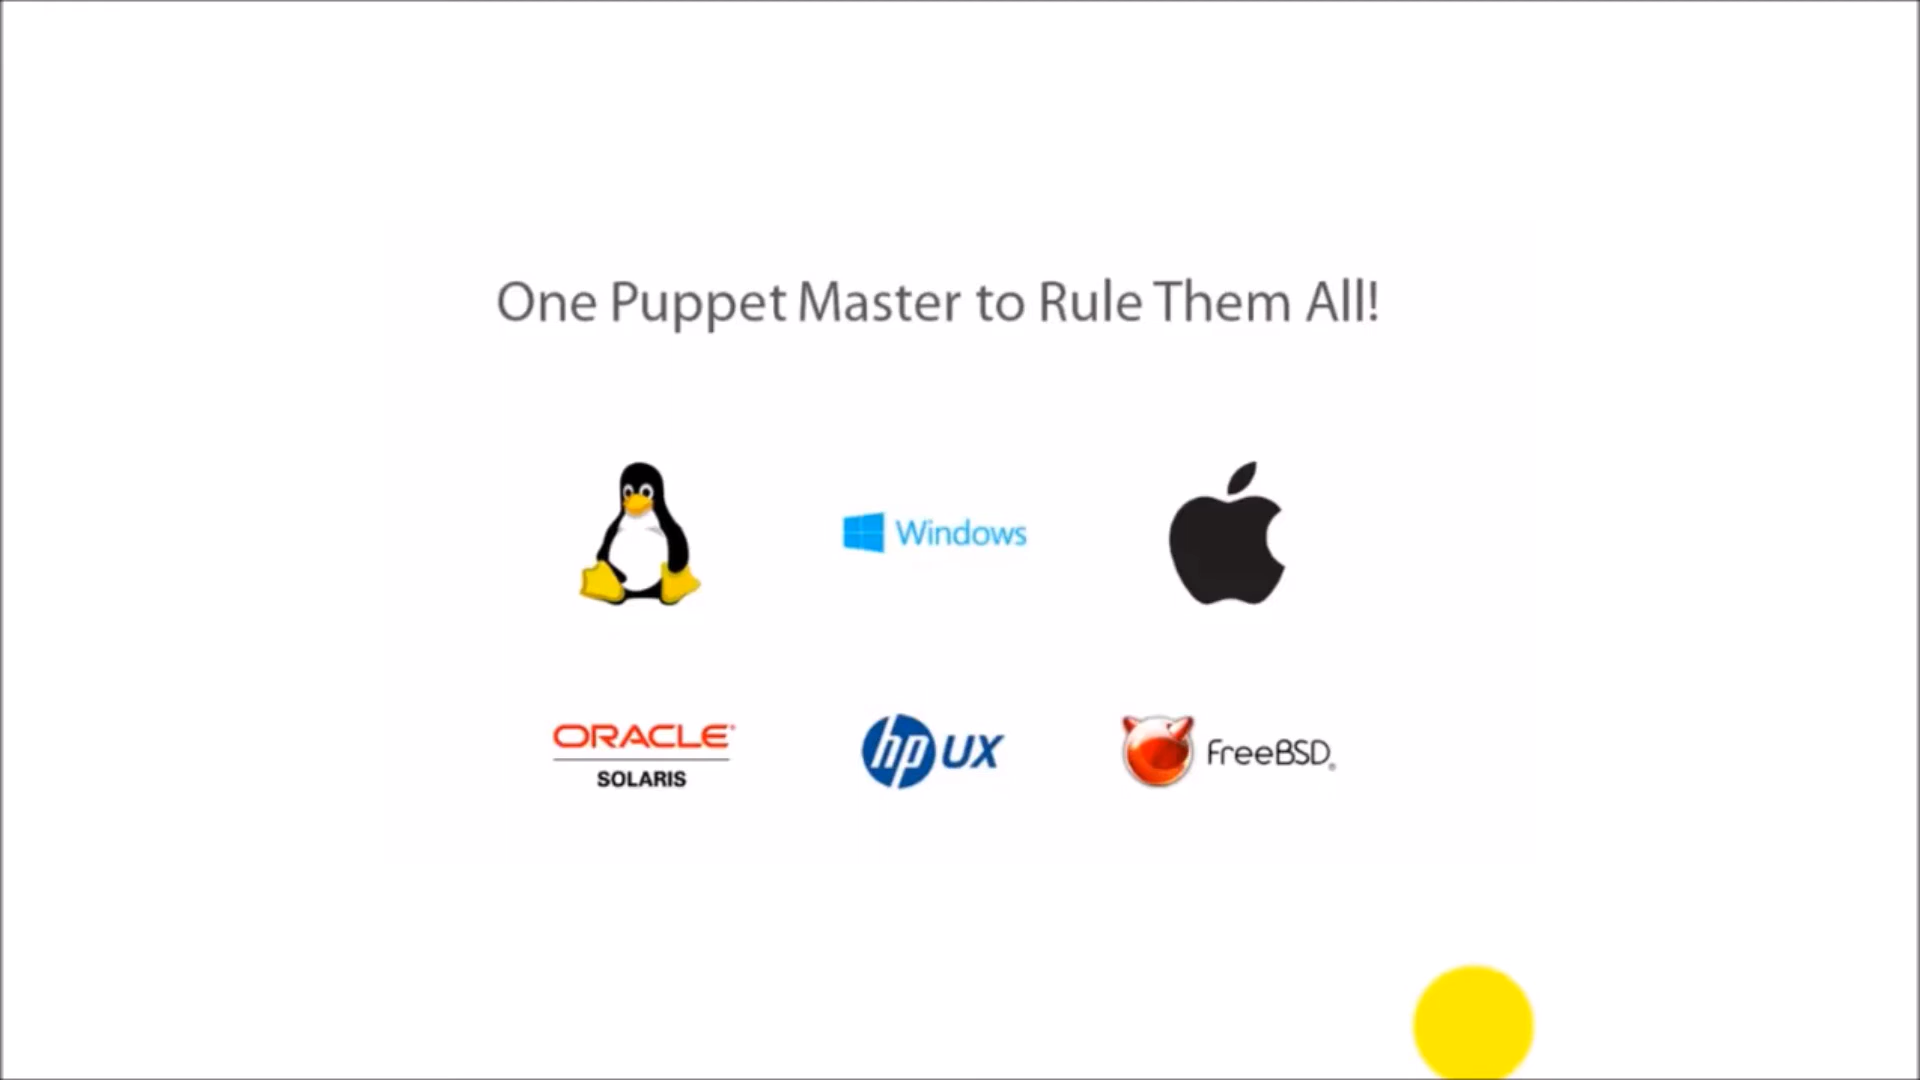 One Puppet Master to Rule Them All!
Windows
ORACLE®
SOLARIS
hp UX
FreeBSD®